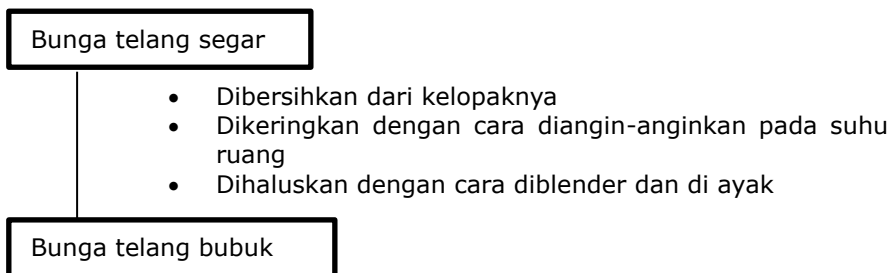 Bunga telang segar
• Dibersihkan dari kelopaknya
• Dikeringkan dengan cara diangin-anginkan pada suhu
ruang
• Dihaluskan dengan cara diblender dan di ayak
Bunga telang bubuk